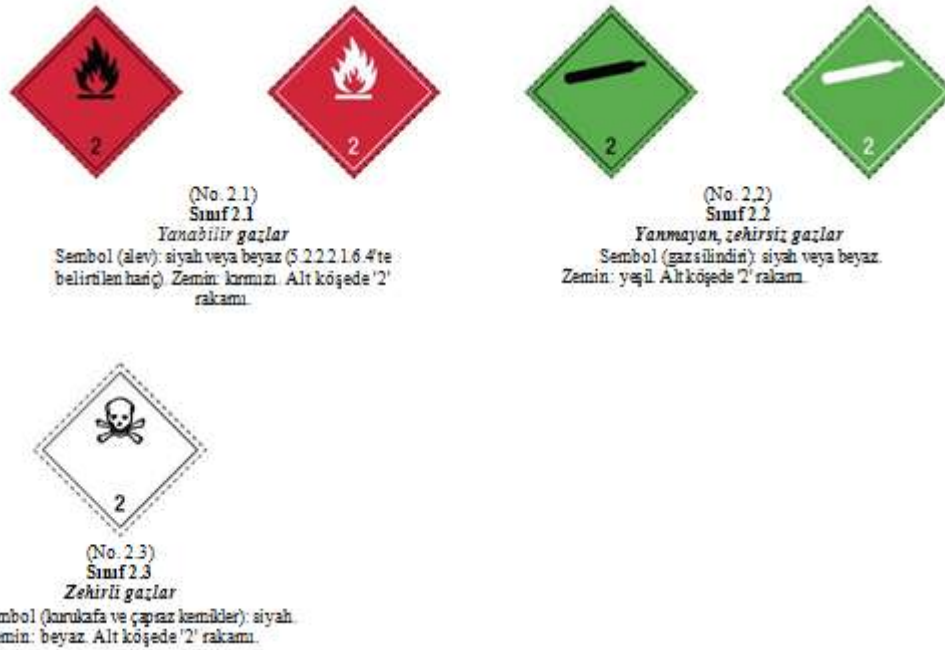 2
2
2
2
(No. 2.1)
Sınıf 2.1
Yanabilir gazlar
Sembol (alev): siyah veya beyaz (5.2.2.2.1.6.4'te
belirtilen hariç). Zemin: kırmızı. Alt köşede '2'
rakamı.
(No. 2,2)
Sınıf 2.2
Yanmayan, zehirsiz gazlar
Sembol (gaz silindiri): siyah veya beyaz.
Zemin: yeşil. Alt köşede '2' rakamı.
2
(No. 2.3)
Sınıf 2.3
Zehirli gazlar
mbol (kurukafa ve çapraz kemikler): siyah.
emin: beyaz. Alt köşede '2' rakamı.